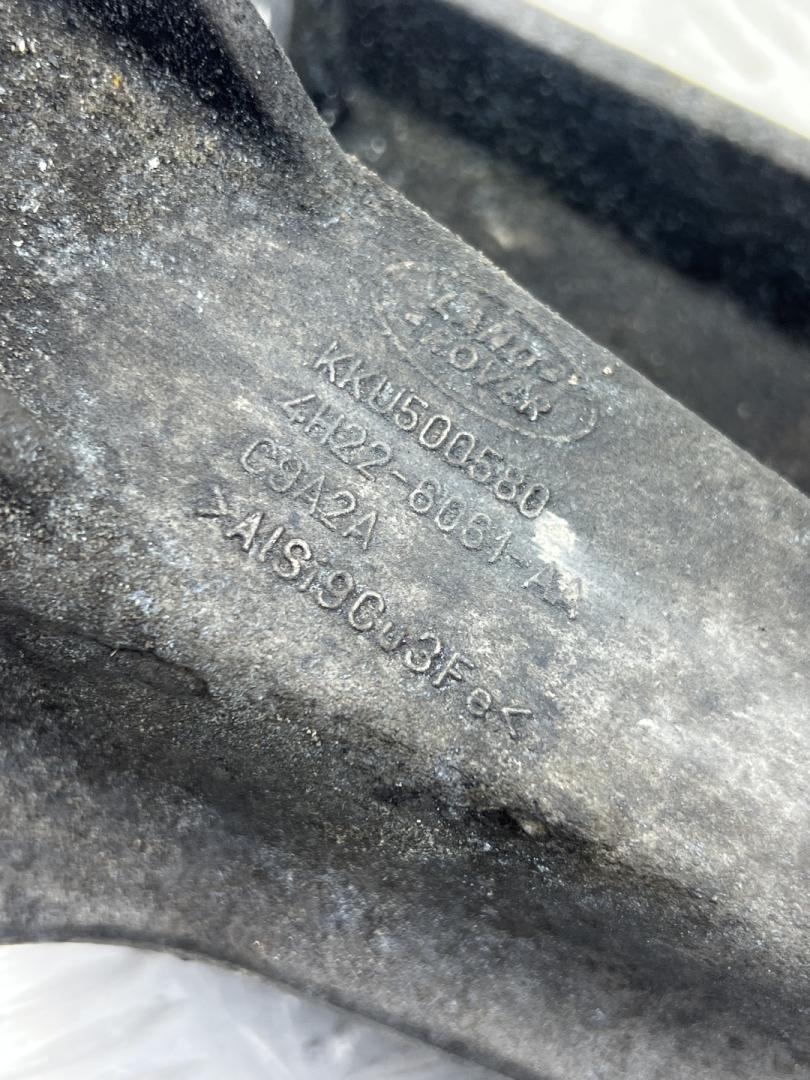 LAND-
ROVER
KKU500580
4H22-6061-AA
C9A2A
>AlSi9Cu3Fe<